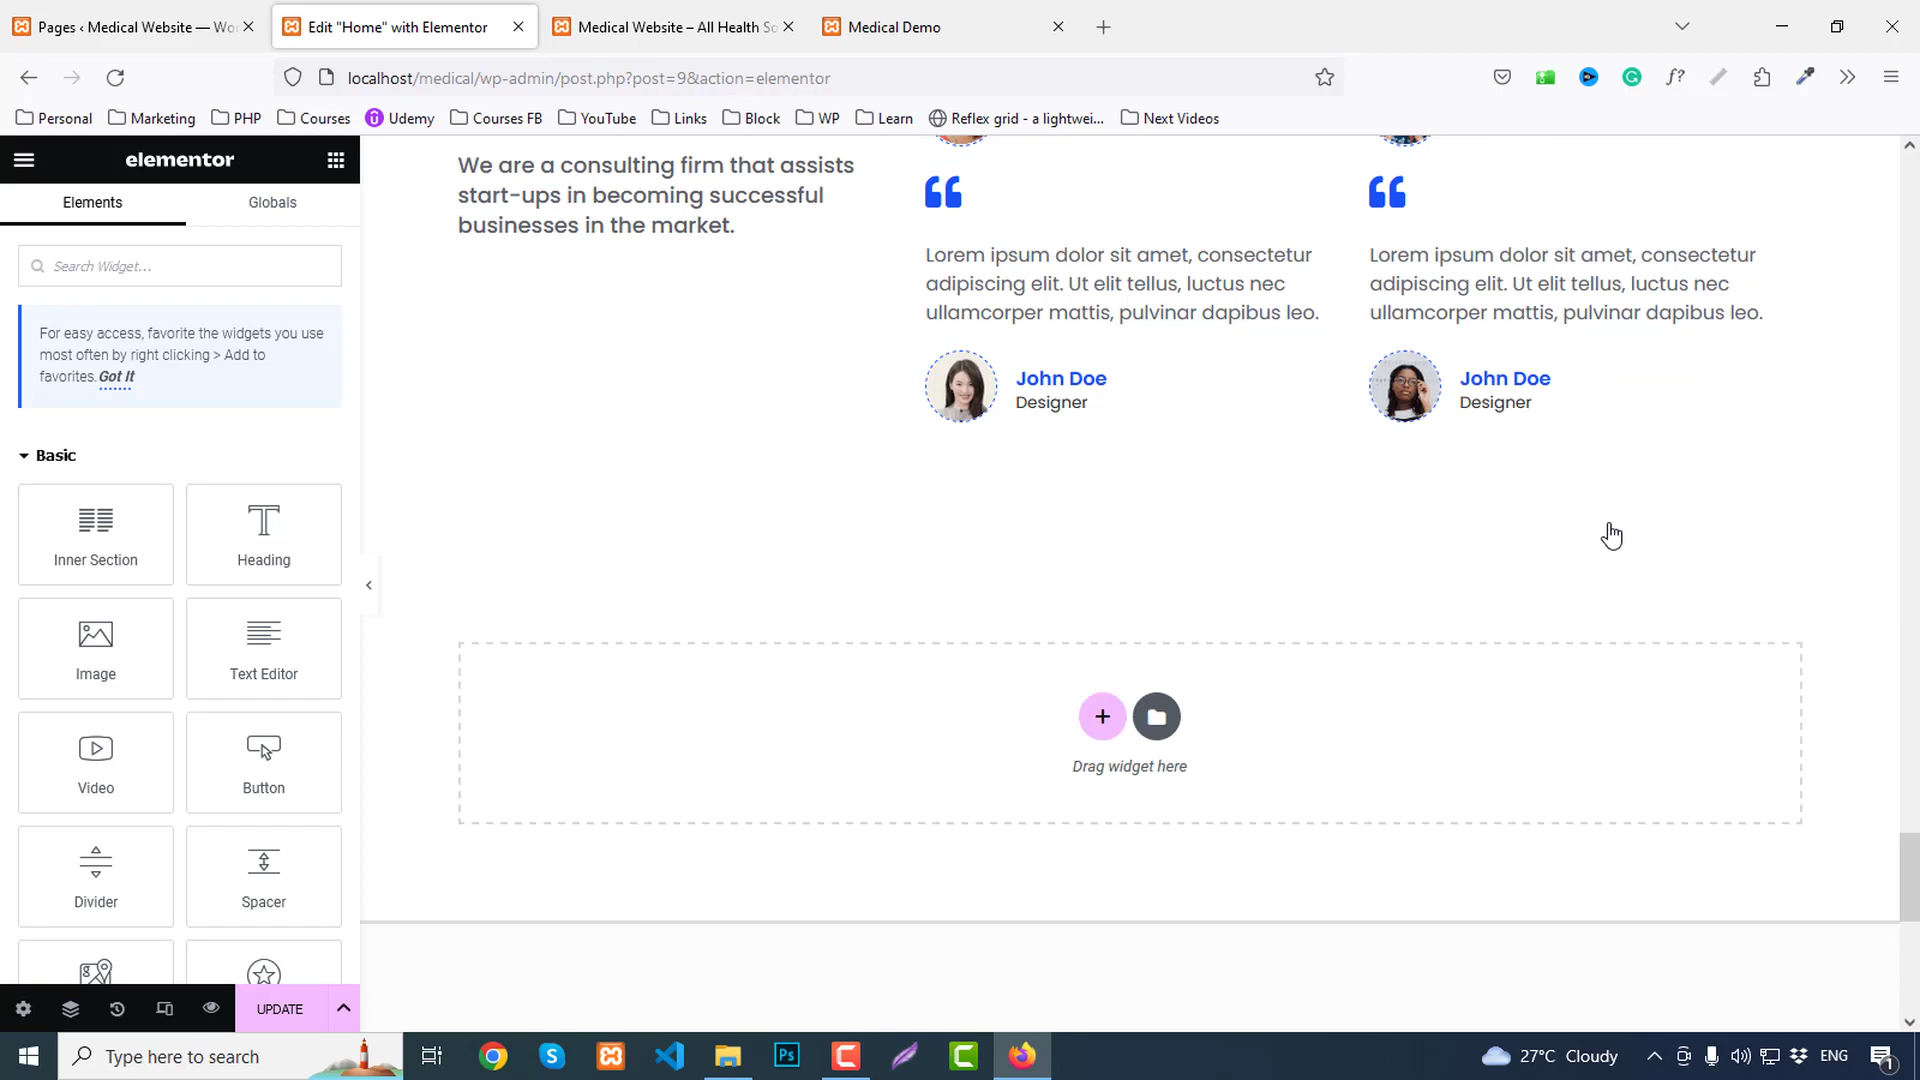 Pages ‹ Medical Website — Wo
Edit "Home" with Elementor
Medical Website – All Health So
Medical Demo
localhost/medical/wp-admin/post.php?post=9&action=elementor
f?
Personal
Marketing
PHP
Courses
Udemy
Courses FB
YouTube
Links
Block
WP
Learn
Reflex grid - a lightwei...
Next Videos
elementor
Elements
Globals
Search Widget...
For easy access, favorite the widgets you use
most often by right clicking > Add to
favorites. Got It
Basic
Inner Section
Heading
Image
Text Editor
Video
Button
Divider
Spacer
UPDATE
We are a consulting firm that assists
start-ups in becoming successful
businesses in the market.
Lorem ipsum dolor sit amet, consectetur
adipiscing elit. Ut elit tellus, luctus nec
ullamcorper mattis, pulvinar dapibus leo.
John Doe
Designer
Lorem ipsum dolor sit amet, consectetur
adipiscing elit. Ut elit tellus, luctus nec
ullamcorper mattis, pulvinar dapibus leo.
John Doe
Designer
Drag widget here
Type here to search
Ps
27°C Cloudy
ENG
1